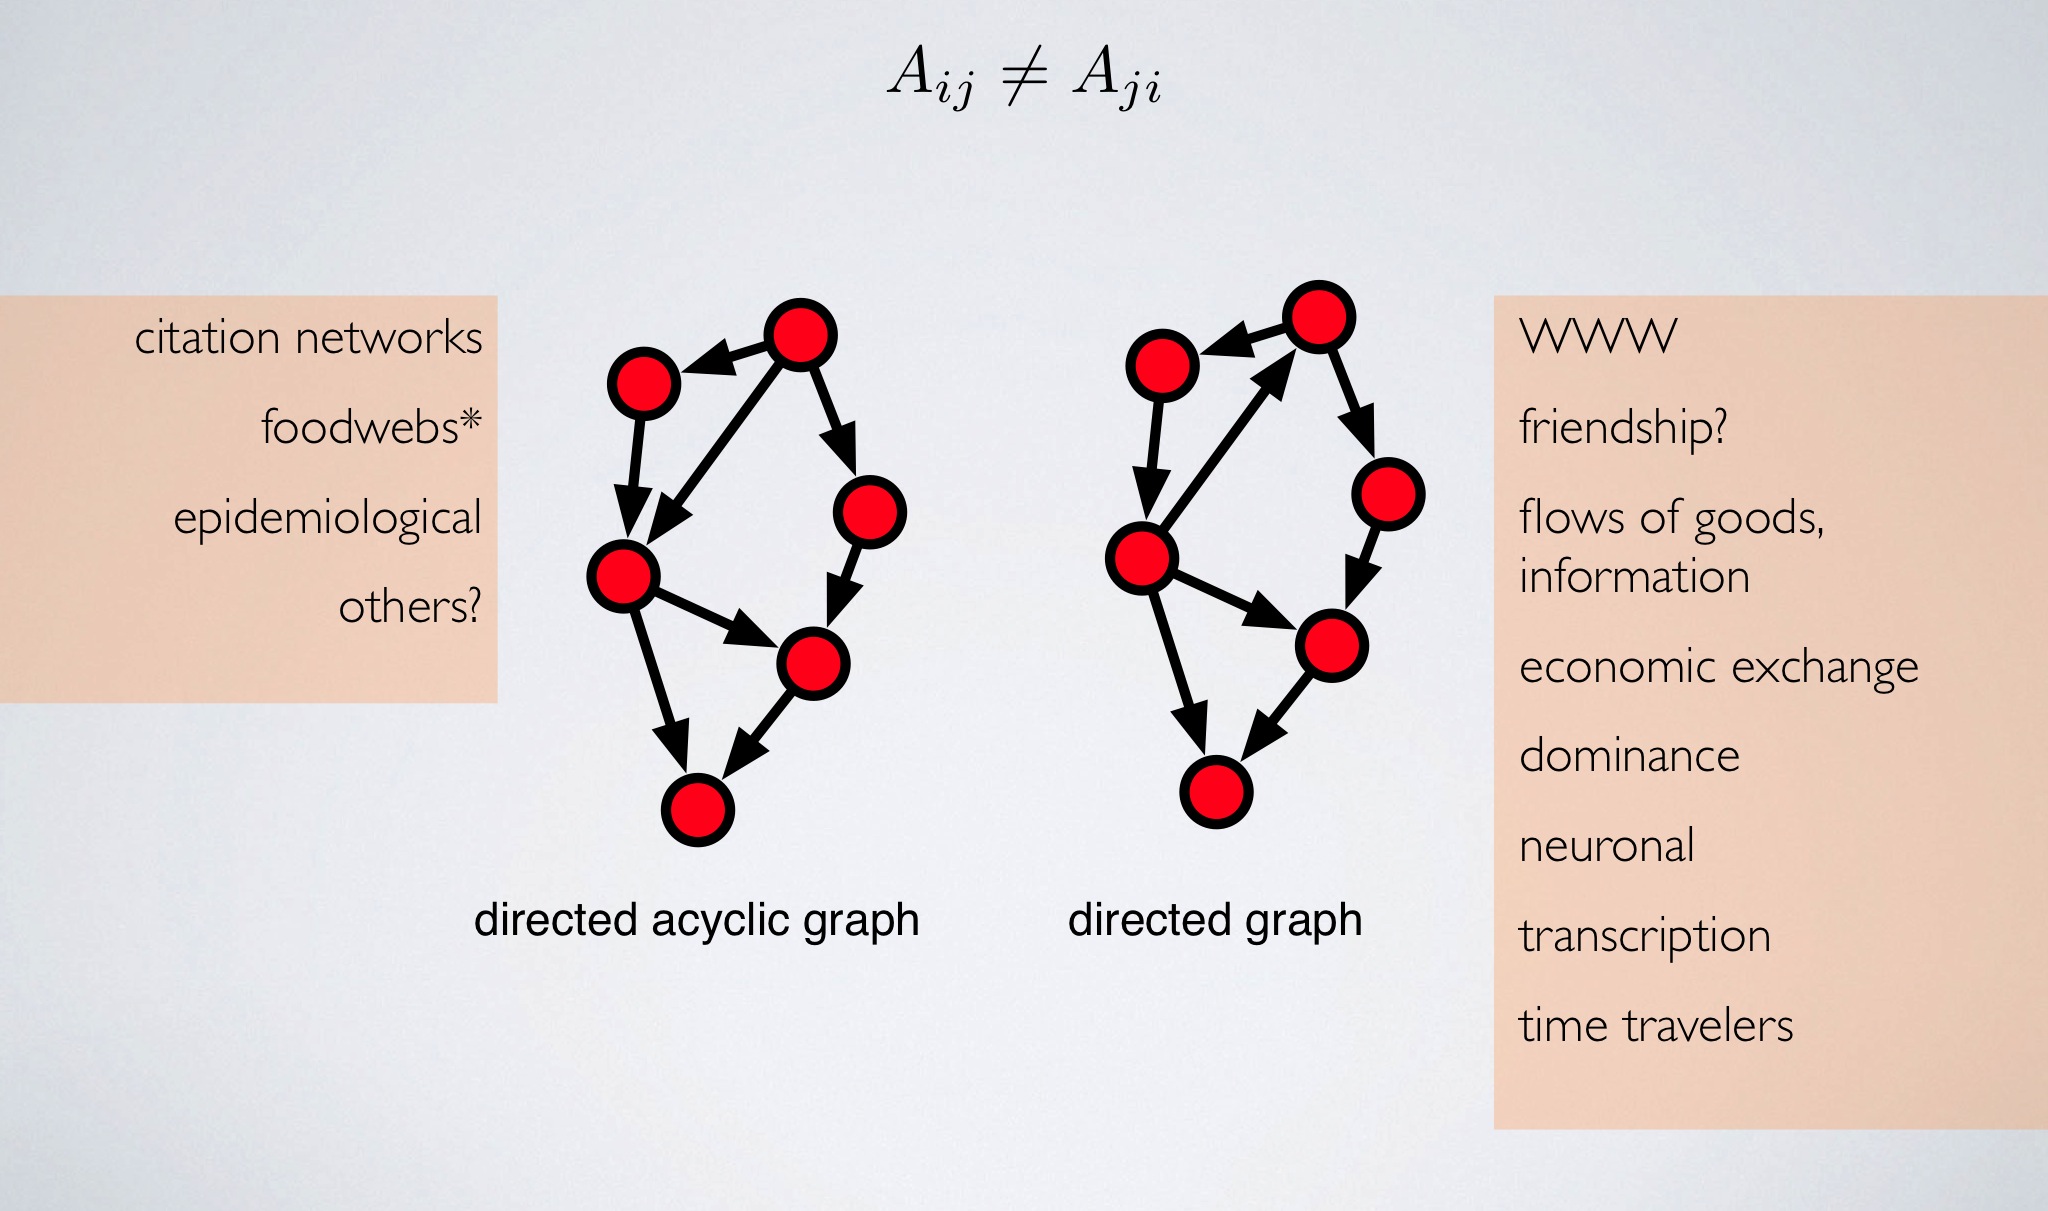 A_{ij} ≠ A_{ji}
citation networks
foodwebs*
epidemiological
others?
directed acyclic graph
directed graph
WWW
friendship?
flows of goods,
information
economic exchange
dominance
neuronal
transcription
time travelers